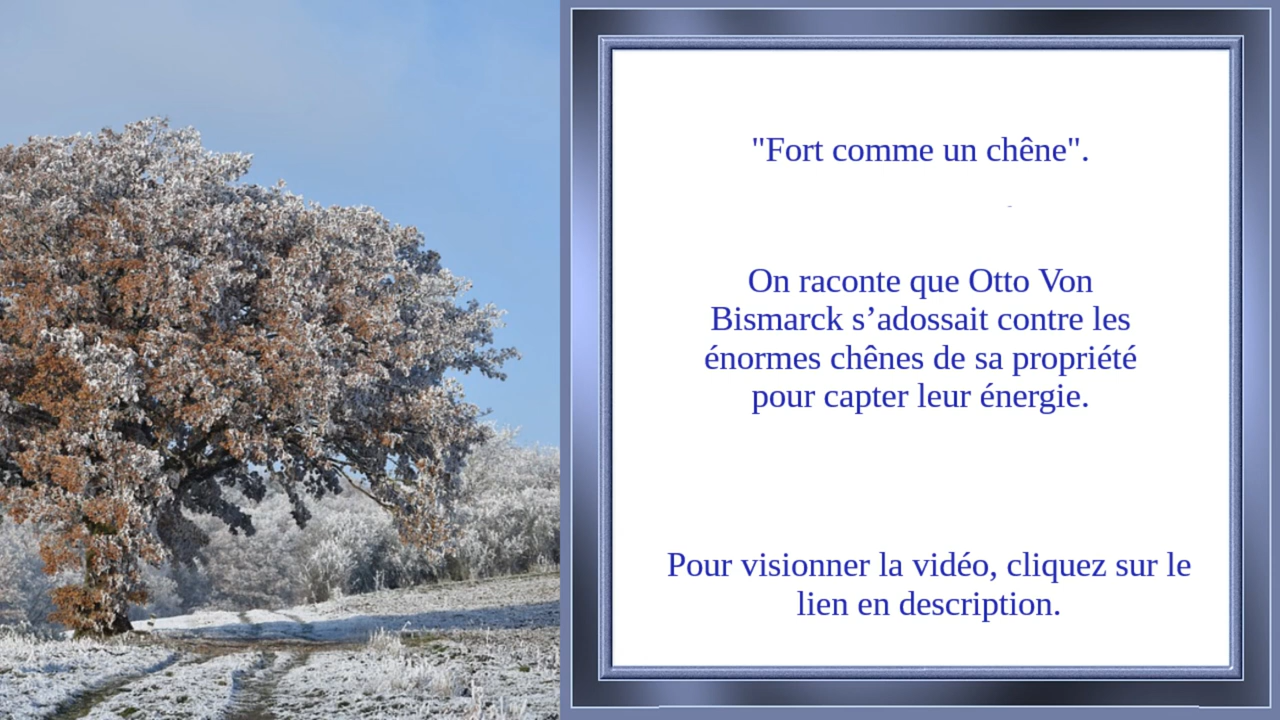 "Fort comme un chêne".
On raconte que Otto Von
Bismarck s’adossait contre les
énormes chênes de sa propriété
pour capter leur énergie.
Pour visionner la vidéo, cliquez sur le
lien en description.